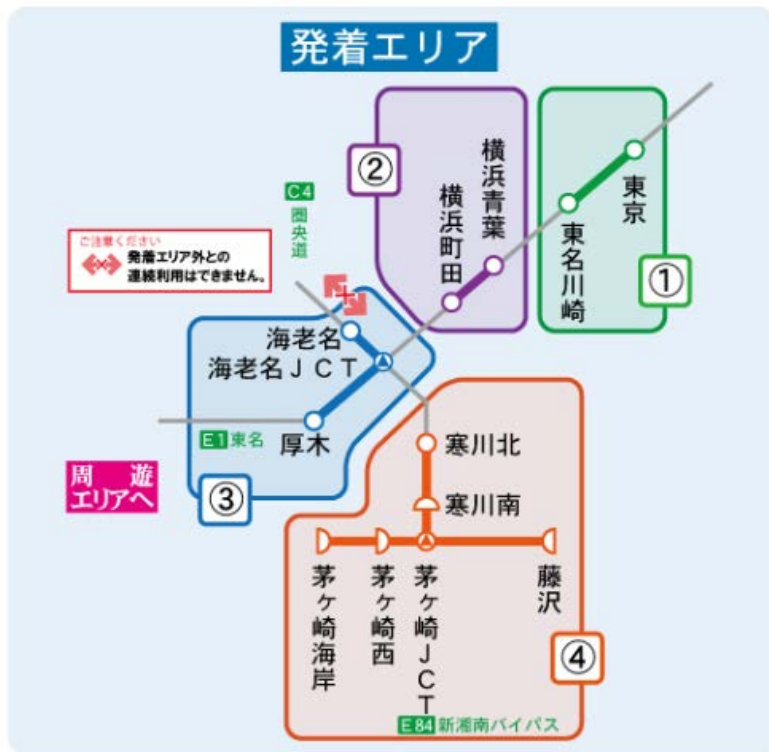 発着エリア
②
横浜青葉
横浜町田
東京
東名川崎
①
C4
圏央道
ご注意ください
発着エリア外との
連続利用はできません。
海老名
海老名JCT
E1東名
厚木
周遊
エリアへ
③
寒川北
寒川南
茅ヶ崎海岸
茅ヶ崎西
茅ヶ崎JCT
藤沢
④
E84新湘南バイパス